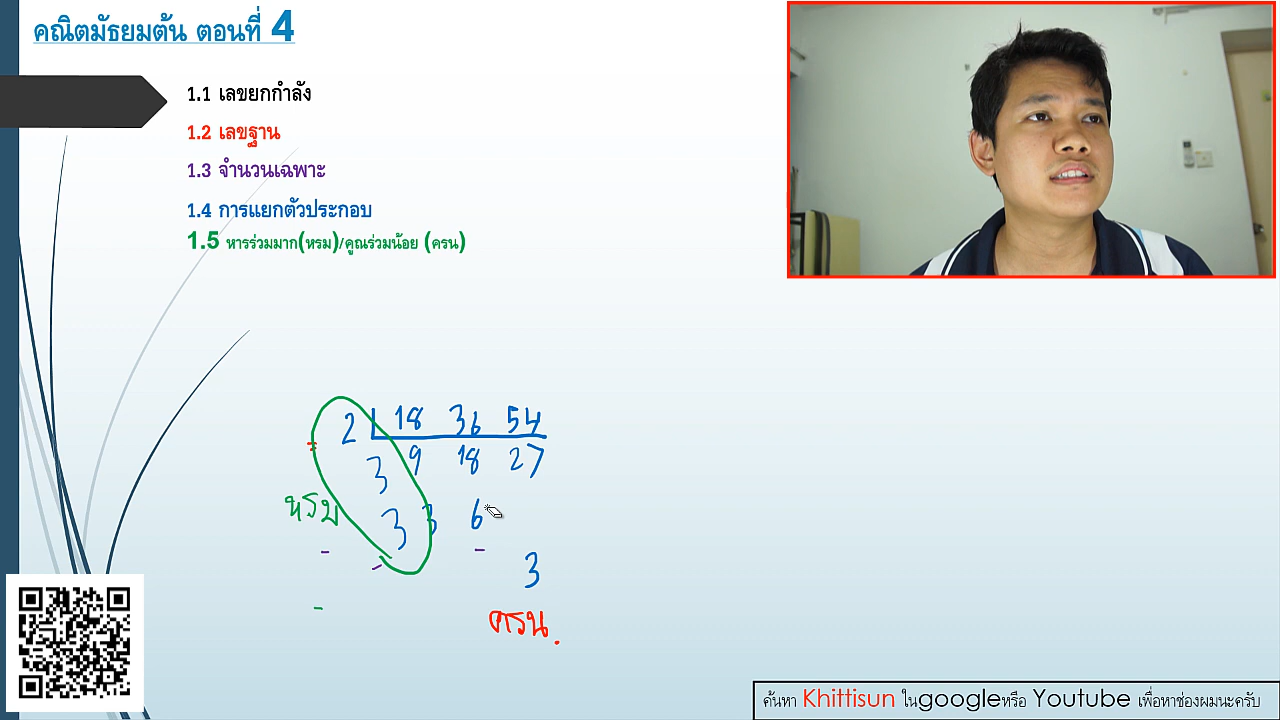 คณิตมัธยมต้น ตอนที่ 4
1.1 เลขยกกำลัง
1.2 เลขฐาน
1.3 จำนวนเฉพาะ
1.4 การแยกตัวประกอบ
1.5 หารร่วมมาก(หรม)/คูณร่วมน้อย (ครน)
2 18 36 54
3 9 18 27
หรม 3 3 6
3
ครน.
ค้นหา Khittisun ในgoogleหรือ Youtube เพื่อหาช่องผมนะครับ